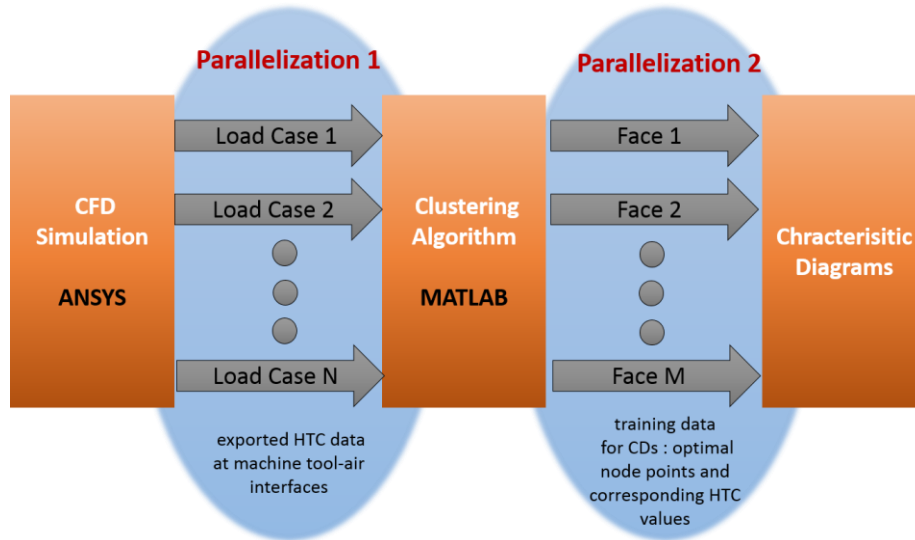 Parallelization 1
Parallelization 2
CFD
Simulation
ANSYS
Load Case 1
Load Case 2
Load Case N
exported HTC data
at machine tool-air
interfaces
Clustering
Algorithm
MATLAB
Face 1
Face 2
Face M
training data
for CDs : optimal
node points and
corresponding HTC
values
Chracterisitic
Diagrams